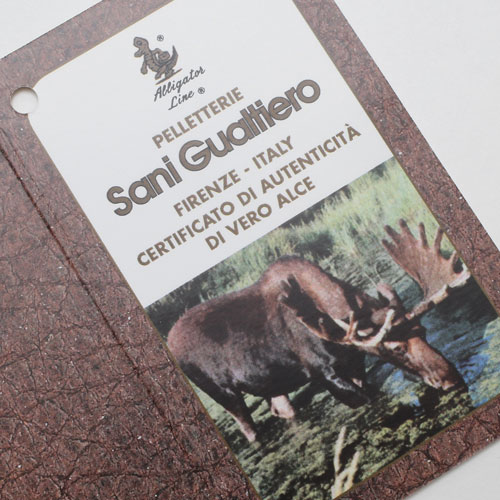 ®
Alligator
Line ®
PELLETTERIE
Sani Gualtiero
FIRENZE - ITALY
CERTIFICATO DI AUTENTICITÀ
DI VERO ALCE